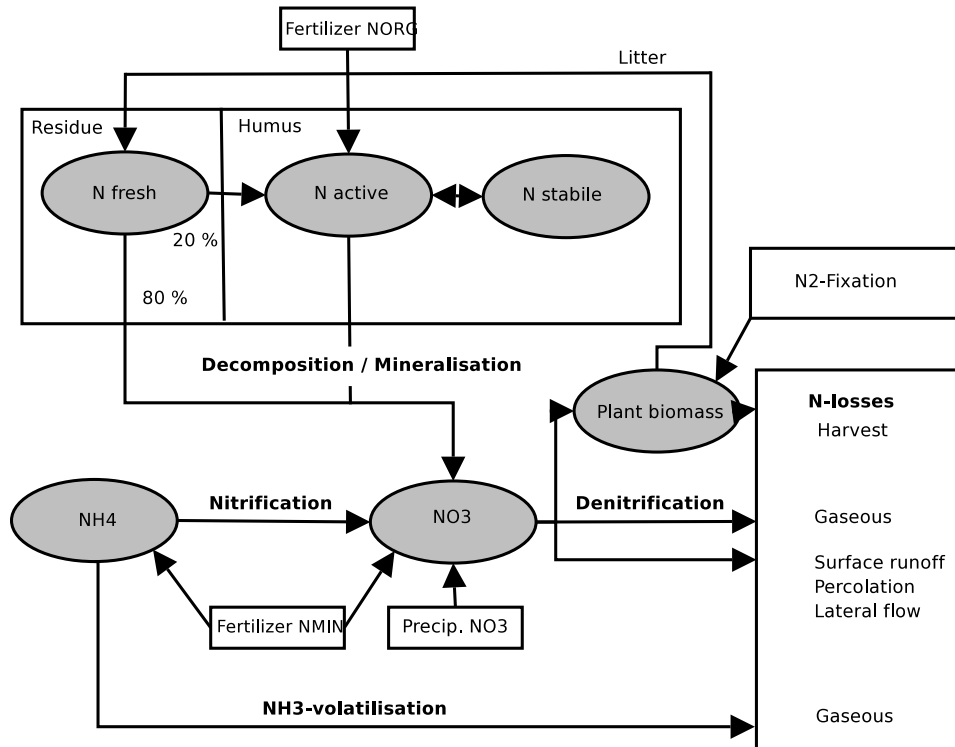 Fertilizer NORG
Litter
Residue
Humus
N fresh
N active
N stabile
20 %
80 %
N2-Fixation
Decomposition / Mineralisation
Plant biomass
N-losses
Harvest
Nitrification
Denitrification
NH4
NO3
Gaseous
Surface runoff
Percolation
Lateral flow
Fertilizer NMIN
Precip. NO3
NH3-volatilisation
Gaseous